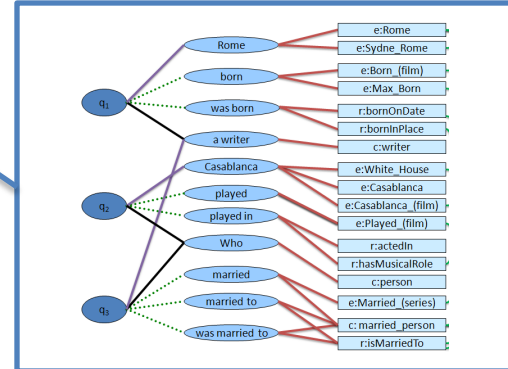 q1
q2
q3
Rome
born
was born
a writer
Casablanca
played
played in
Who
married
married to
was married to
e:Rome
e:Sydne_Rome
e:Born_(film)
e:Max_Born
r:bornOnDate
r:bornInPlace
c:writer
e:White_House
e:Casablanca
e:Casablanca_(film)
e:Played_(film)
r:actedIn
r:hasMusicalRole
c:person
e:Married_(series)
c: married_person
r:isMarriedTo